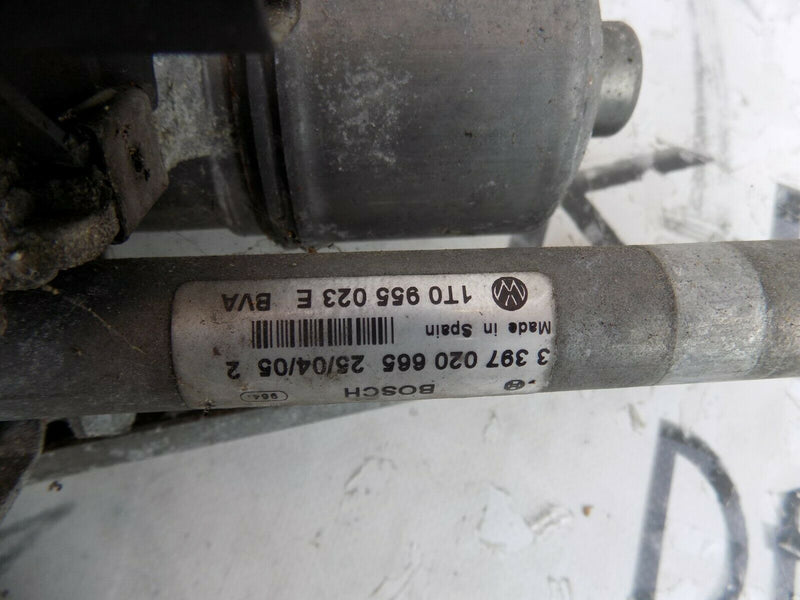 BOSCH
3 397 020 665 25/04/05 2
Made in Spain
1T0 955 023 E BVA